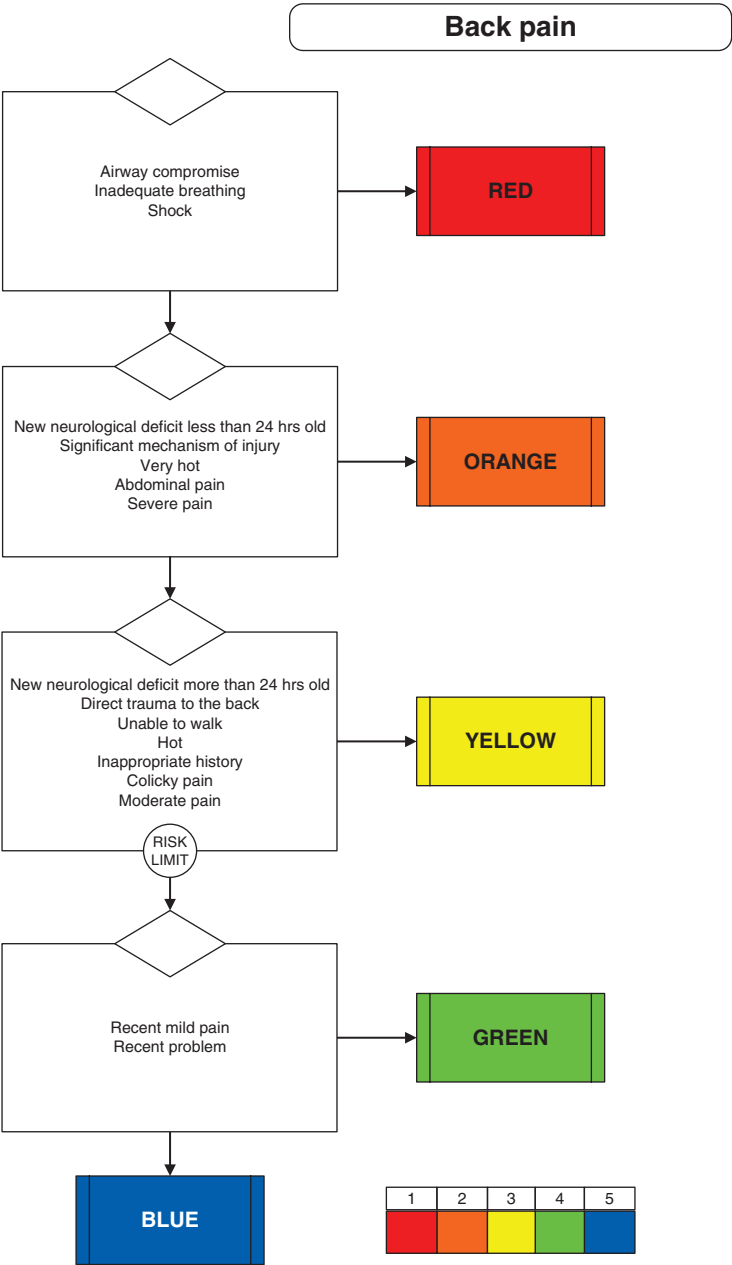 Back pain
Airway compromise
Inadequate breathing
Shock
RED
New neurological deficit less than 24 hrs old
Significant mechanism of injury
Very hot
Abdominal pain
Severe pain
ORANGE
New neurological deficit more than 24 hrs old
Direct trauma to the back
Unable to walk
Hot
Inappropriate history
Colicky pain
Moderate pain
YELLOW
RISK
LIMIT
Recent mild pain
Recent problem
GREEN
BLUE
1 2 3 4 5